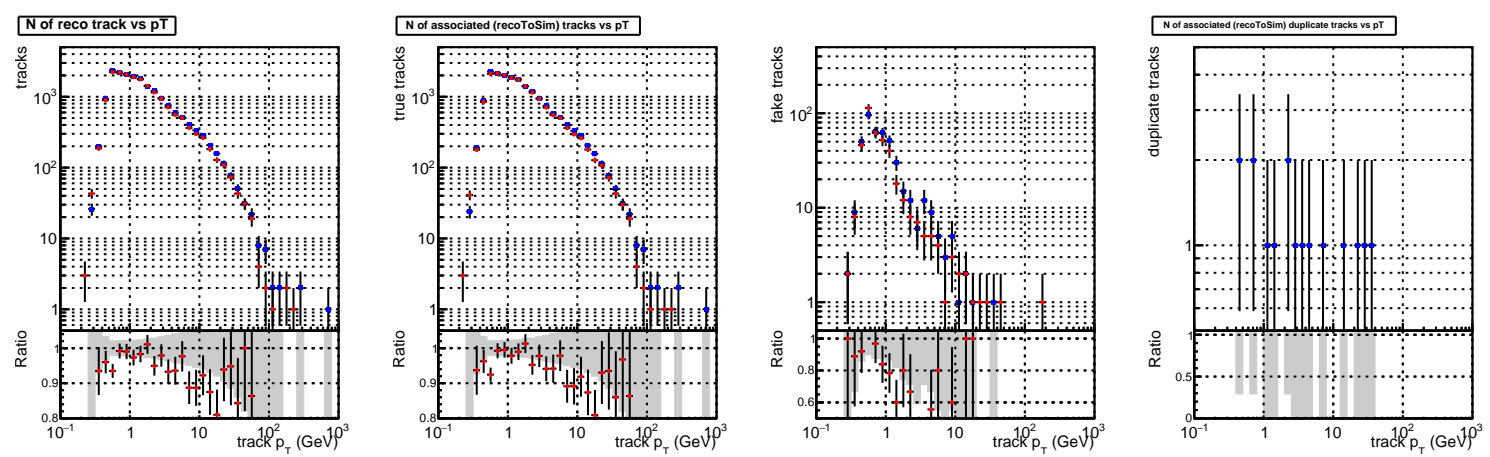 N of reco track vs pT
tracks
10³
10²
10
1
Ratio
1
0.9
0.8
10⁻¹ 1 10 10² 10³
track p_T (GeV)
N of associated (recoToSim) tracks vs pT
true tracks
10³
10²
10
1
Ratio
1
0.9
0.8
10⁻¹ 1 10 10² 10³
track p_T (GeV)
fake tracks
10²
10
1
Ratio
1
0.8
0.6
10⁻¹ 1 10 10² 10³
track p_T (GeV)
N of associated (recoToSim) duplicate tracks vs pT
duplicate tracks
1
Ratio
1
0.5
0
10⁻¹ 1 10 10² 10³
track p_T (GeV)